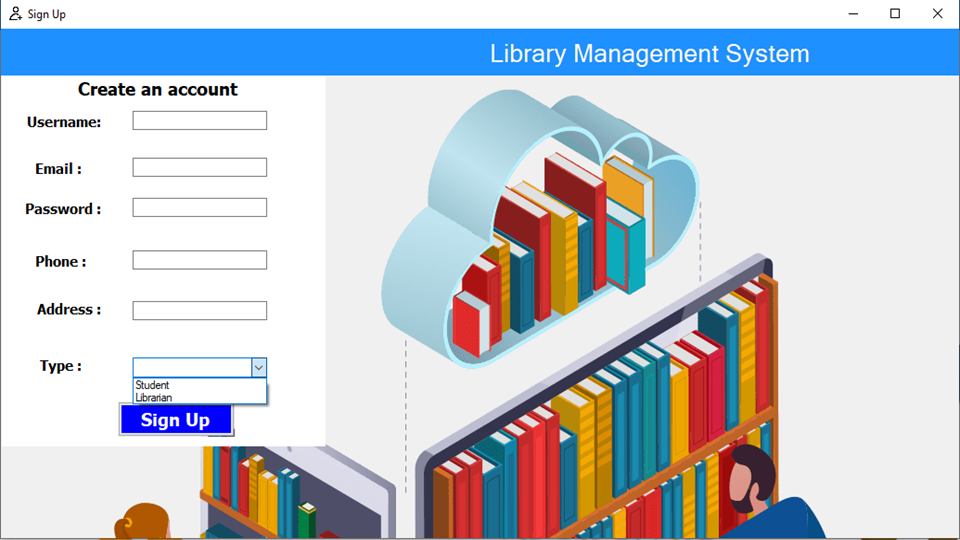 Sign Up
Library Management System
Create an account
Username:
Email :
Password :
Phone :
Address :
Type :
Student
Librarian
Sign Up